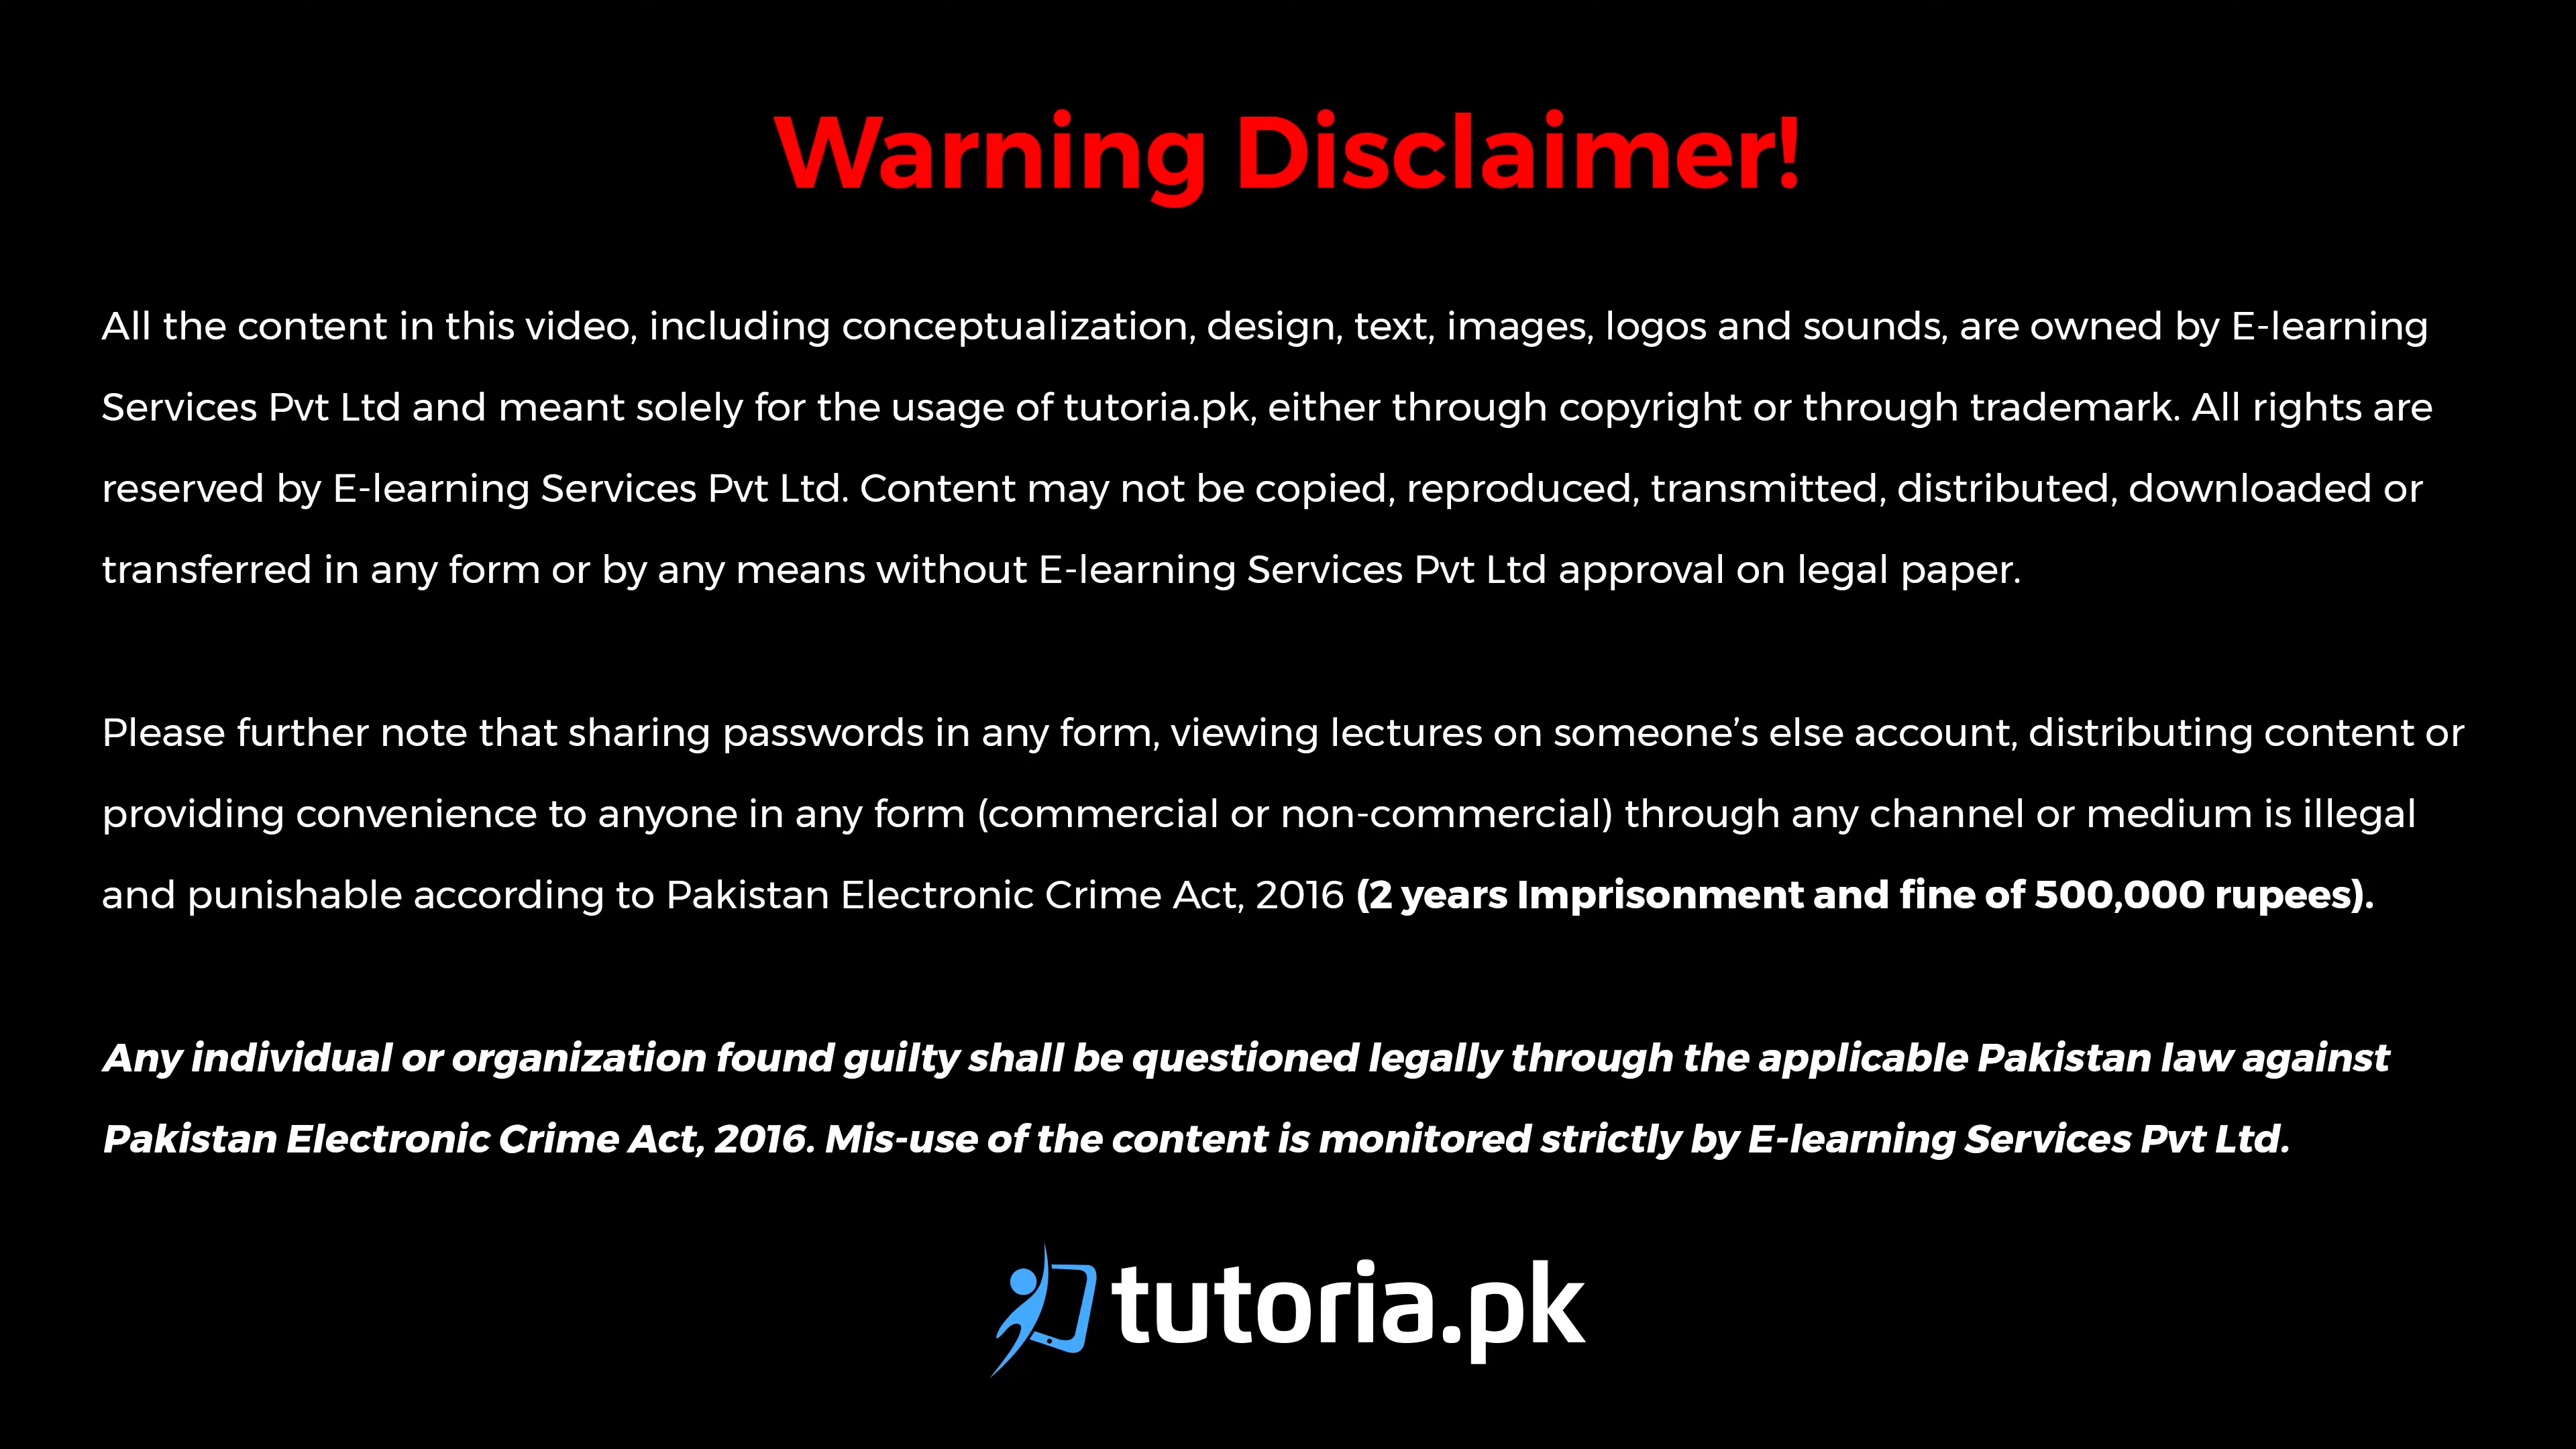 Warning Disclaimer!
All the content in this video, including conceptualization, design, text, images, logos and sounds, are owned by E-learning
Services Pvt Ltd and meant solely for the usage of tutoria.pk, either through copyright or through trademark. All rights are
reserved by E-learning Services Pvt Ltd. Content may not be copied, reproduced, transmitted, distributed, downloaded or
transferred in any form or by any means without E-learning Services Pvt Ltd approval on legal paper.
Please further note that sharing passwords in any form, viewing lectures on someone’s else account, distributing content or
providing convenience to anyone in any form (commercial or non-commercial) through any channel or medium is illegal
and punishable according to Pakistan Electronic Crime Act, 2016 (2 years Imprisonment and fine of 500,000 rupees).
Any individual or organization found guilty shall be questioned legally through the applicable Pakistan law against
Pakistan Electronic Crime Act, 2016. Mis-use of the content is monitored strictly by E-learning Services Pvt Ltd.
tutoria.pk